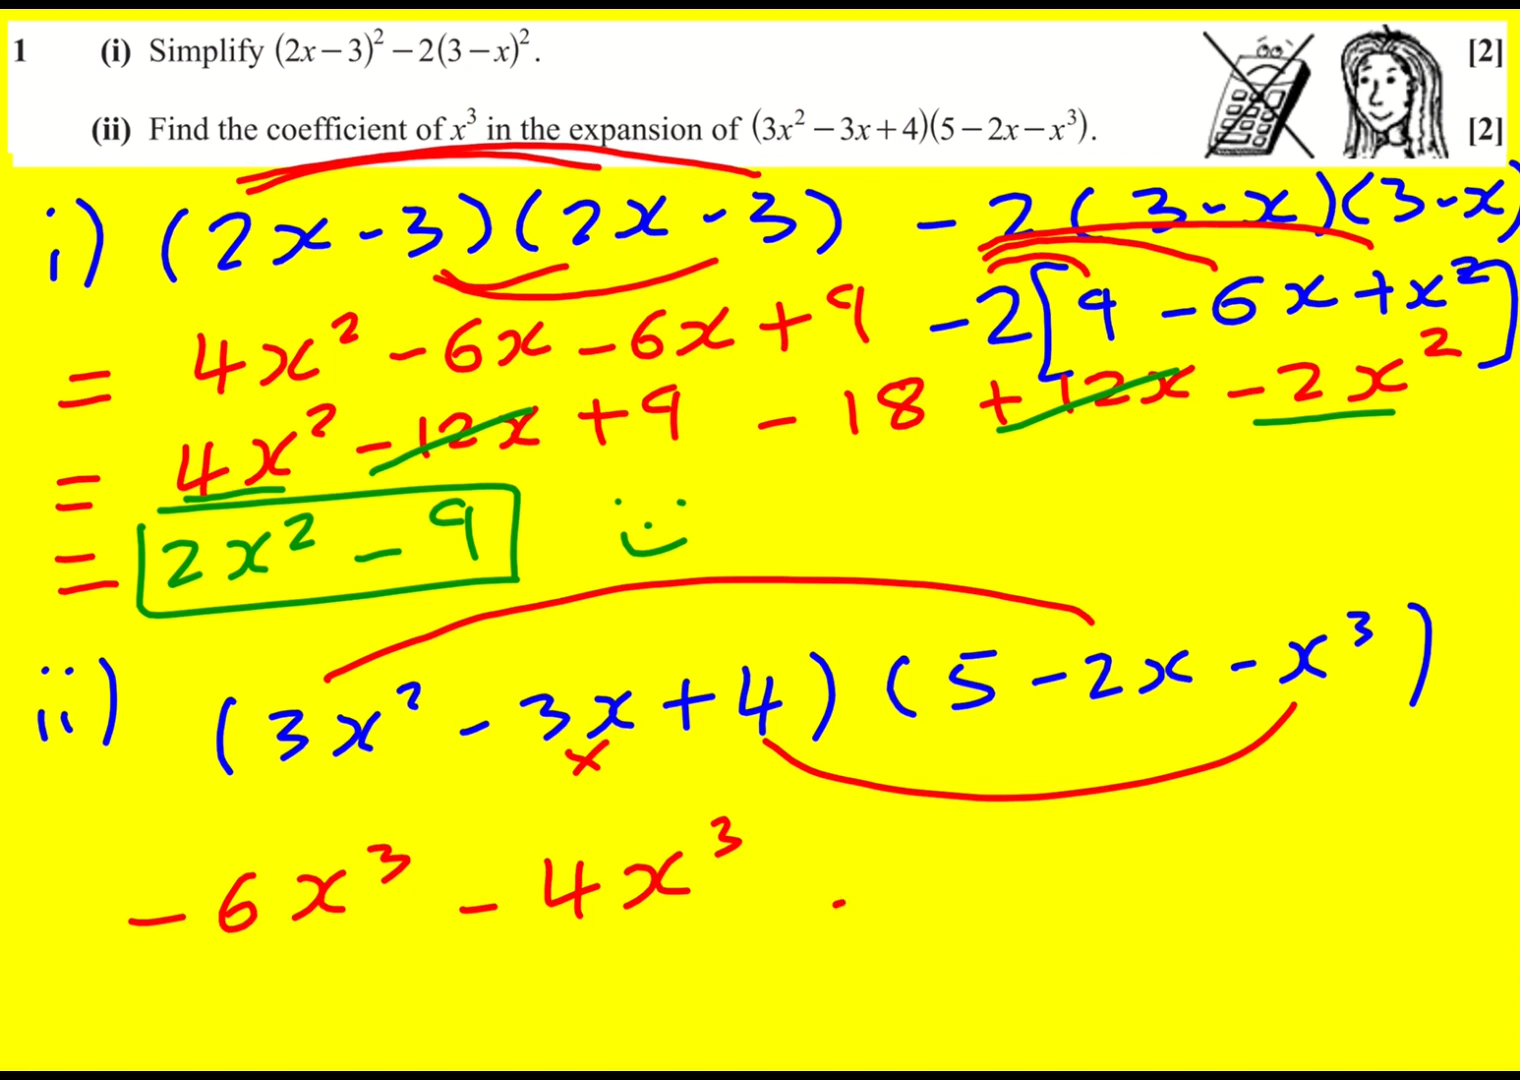 1 (i) Simplify (2x – 3)² – 2(3 – x)². [2]
(ii) Find the coefficient of x³ in the expansion of (3x² – 3x + 4)(5 – 2x – x³). [2]
i) (2x - 3)(2x - 3) - 2(3 - x)(3 - x)
= 4x² - 6x - 6x + 9 - 2[9 - 6x + x²]
= 4x² - 12x + 9 - 18 + 12x - 2x²
= 2x² - 9
ii) (3x² - 3x + 4)(5 - 2x - x³)
x
- 6x³ - 4x³ .